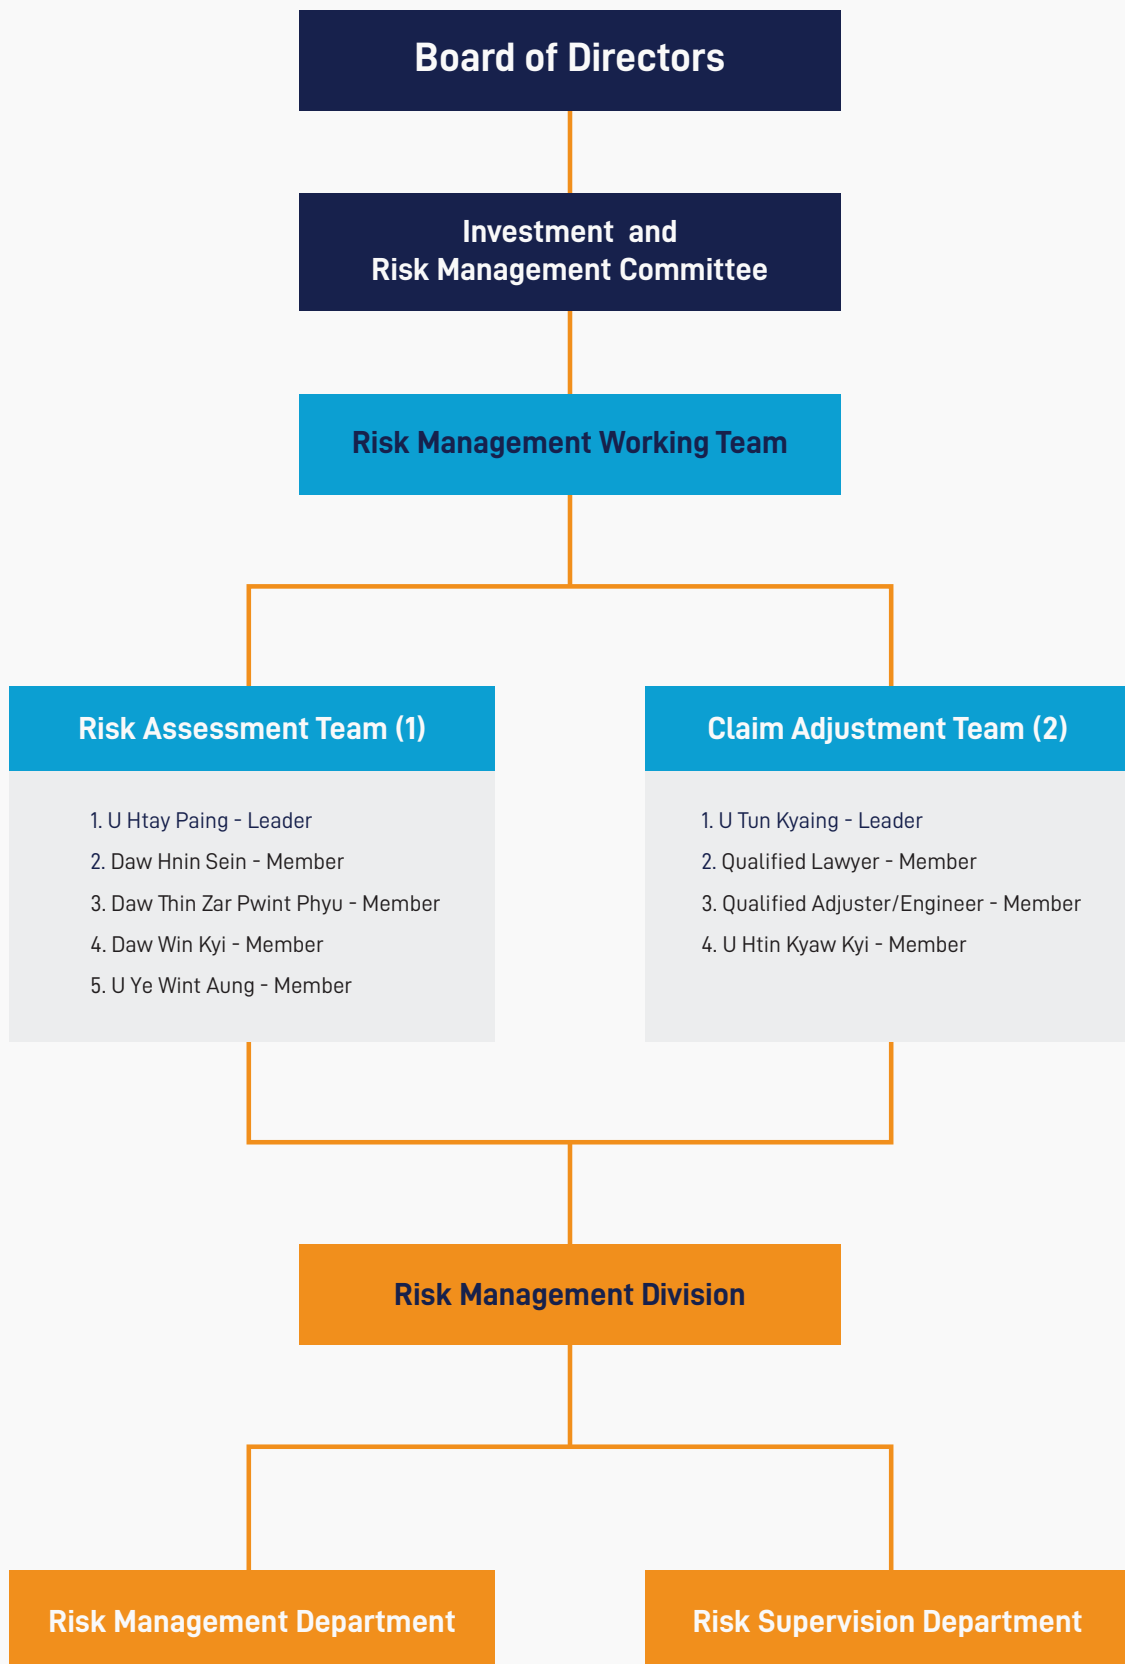 Board of Directors
Investment and
Risk Management Committee
Risk Management Working Team
Risk Assessment Team (1)
1. U Htay Paing - Leader
2. Daw Hnin Sein - Member
3. Daw Thin Zar Pwint Phyu - Member
4. Daw Win Kyi - Member
5. U Ye Wint Aung - Member
Claim Adjustment Team (2)
1. U Tun Kyaing - Leader
2. Qualified Lawyer - Member
3. Qualified Adjuster/Engineer - Member
4. U Htin Kyaw Kyi - Member
Risk Management Division
Risk Management Department
Risk Supervision Department